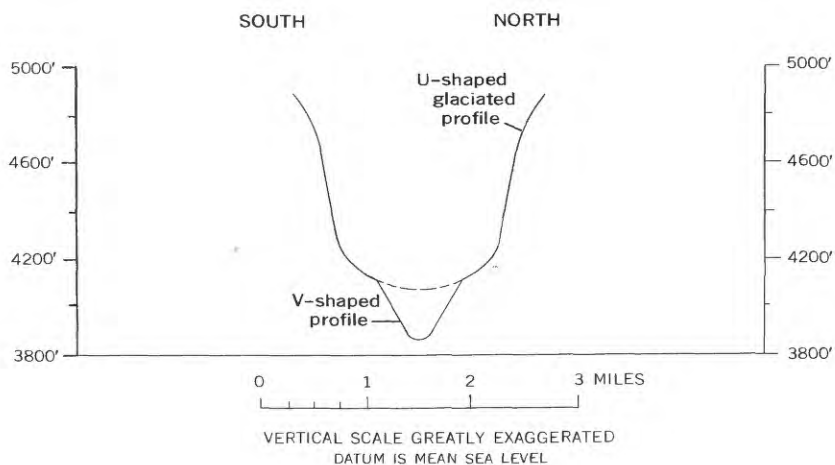 SOUTH NORTH
5000' 5000'
U-shaped
glaciated
profile
4600' 4600'
4200' 4200'
V-shaped
profile
3800' 3800'
0 1 2 3 MILES
VERTICAL SCALE GREATLY EXAGGERATED
DATUM IS MEAN SEA LEVEL